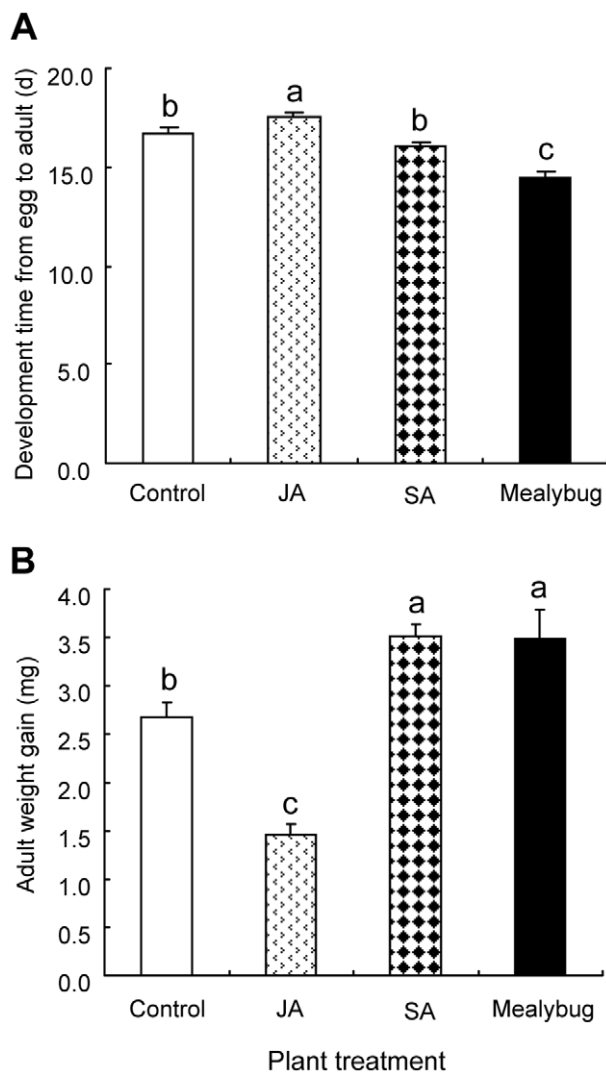 A
Development time from egg to adult (d)
20.0
15.0
10.0
5.0
0.0
b
a
b
c
Control JA SA Mealybug
B
Adult weight gain (mg)
4.0
3.5
3.0
2.5
2.0
1.5
1.0
0.5
0.0
b
c
a
a
Control JA SA Mealybug
Plant treatment